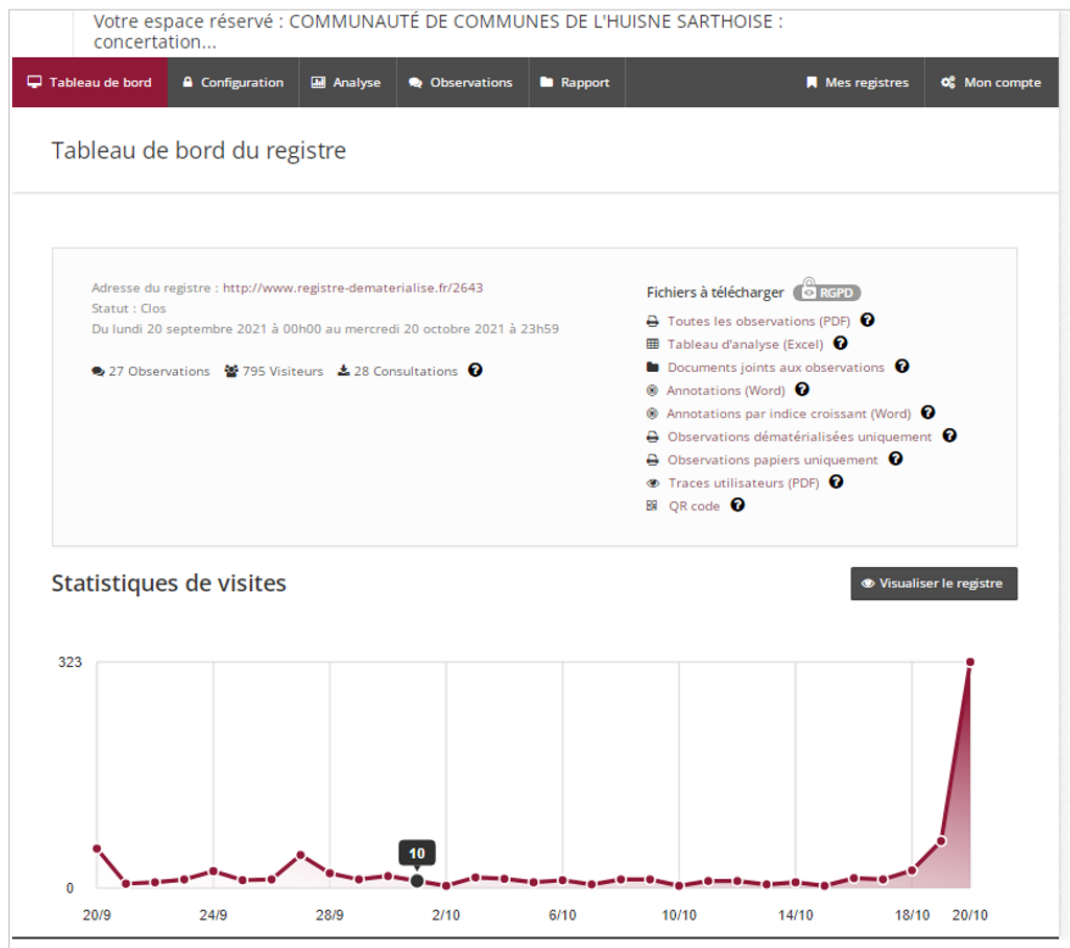 Votre espace réservé : COMMUNAUTÉ DE COMMUNES DE L'HUISNE SARTHOISE :
concertation...
Tableau de bord
Configuration
Analyse
Observations
Rapport
Mes registres
Mon compte
Tableau de bord du registre
Adresse du registre : http://www.registre-dematerialise.fr/2643
Statut : Clos
Du lundi 20 septembre 2021 à 00h00 au mercredi 20 octobre 2021 à 23h59
27 Observations 795 Visiteurs 28 Consultations ?
Fichiers à télécharger RGPD
Toutes les observations (PDF) ?
Tableau d'analyse (Excel) ?
Documents joints aux observations ?
Annotations (Word) ?
Annotations par indice croissant (Word) ?
Observations dématérialisées uniquement ?
Observations papiers uniquement ?
Traces utilisateurs (PDF) ?
QR code ?
Statistiques de visites
Visualiser le registre
323
10
0
20/9 24/9 28/9 2/10 6/10 10/10 14/10 18/10 20/10